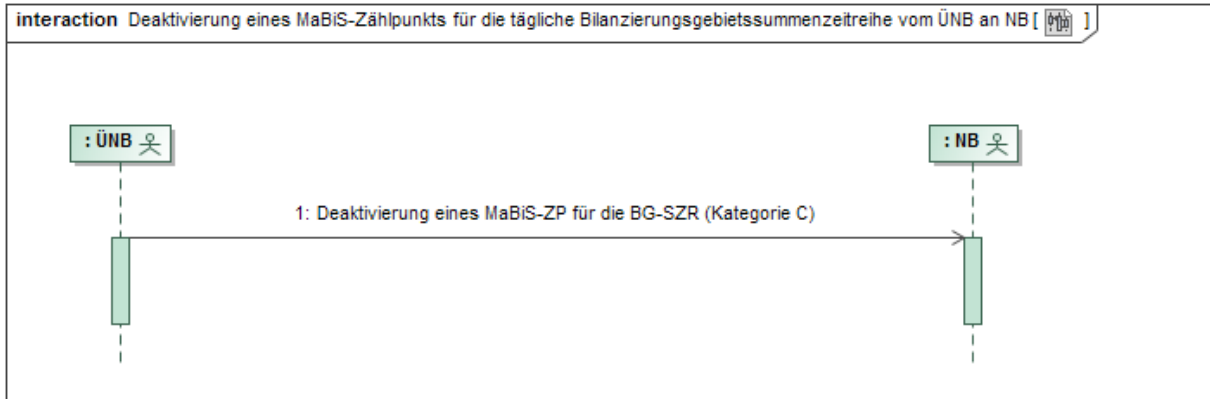 interaction Deaktivierung eines MaBiS-Zählpunkts für die tägliche Bilanzierungsgebietssummenzeitreihe vom ÜNB an NB [ ]
: ÜNB
: NB
1: Deaktivierung eines MaBiS-ZP für die BG-SZR (Kategorie C)